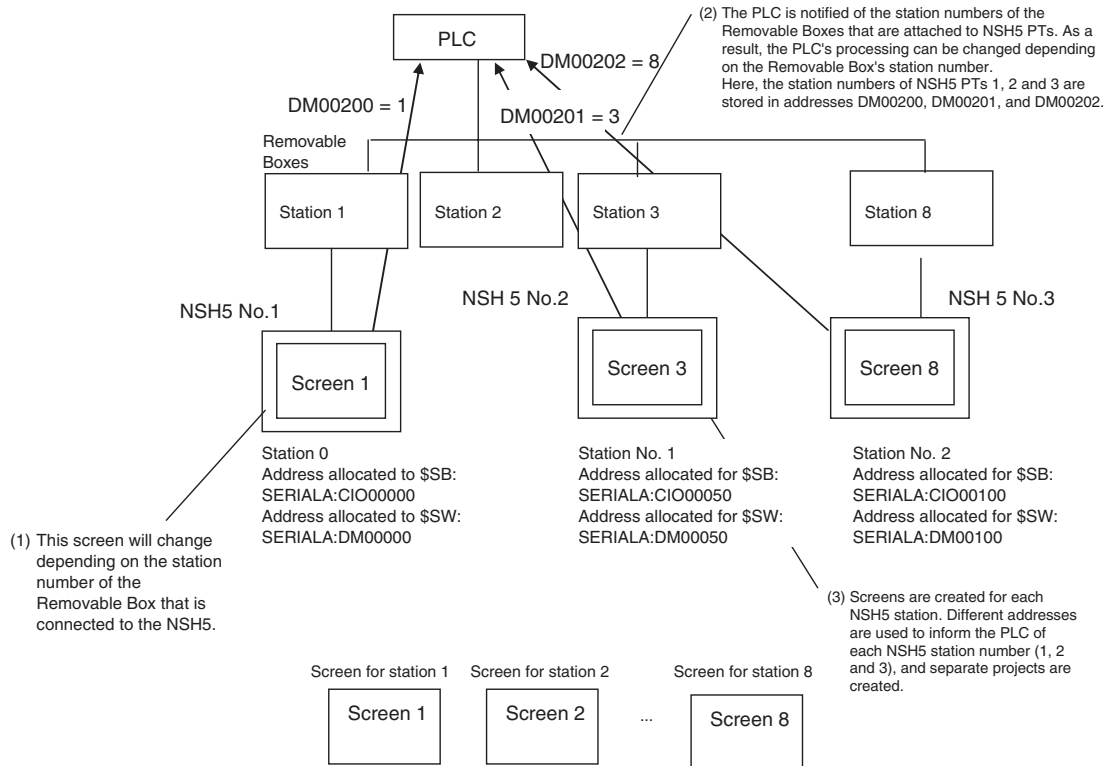 PLC
(2) The PLC is notified of the station numbers of the
Removable Boxes that are attached to NSH5 PTs. As a
result, the PLC's processing can be changed depending
on the Removable Box's station number.
Here, the station numbers of NSH5 PTs 1, 2 and 3 are
stored in addresses DM00200, DM00201, and DM00202.
DM00202 = 8
DM00200 = 1
DM00201 = 3
Removable
Boxes
Station 1
Station 2
Station 3
Station 8
NSH5 No.1
NSH 5 No.2
NSH 5 No.3
Screen 1
Screen 3
Screen 8
Station 0
Address allocated to $SB:
SERIALA:CIO00000
Address allocated to $SW:
SERIALA:DM00000
Station No. 1
Address allocated for $SB:
SERIALA:CIO00050
Address allocated for $SW:
SERIALA:DM00050
Station No. 2
Address allocated for $SB:
SERIALA:CIO00100
Address allocated for $SW:
SERIALA:DM00100
(1) This screen will change
depending on the station
number of the
Removable Box that is
connected to the NSH5.
(3) Screens are created for each
NSH5 station. Different addresses
are used to inform the PLC of
each NSH5 station number (1, 2
and 3), and separate projects are
created.
Screen for station 1
Screen for station 2
Screen for station 8
Screen 1
Screen 2
...
Screen 8